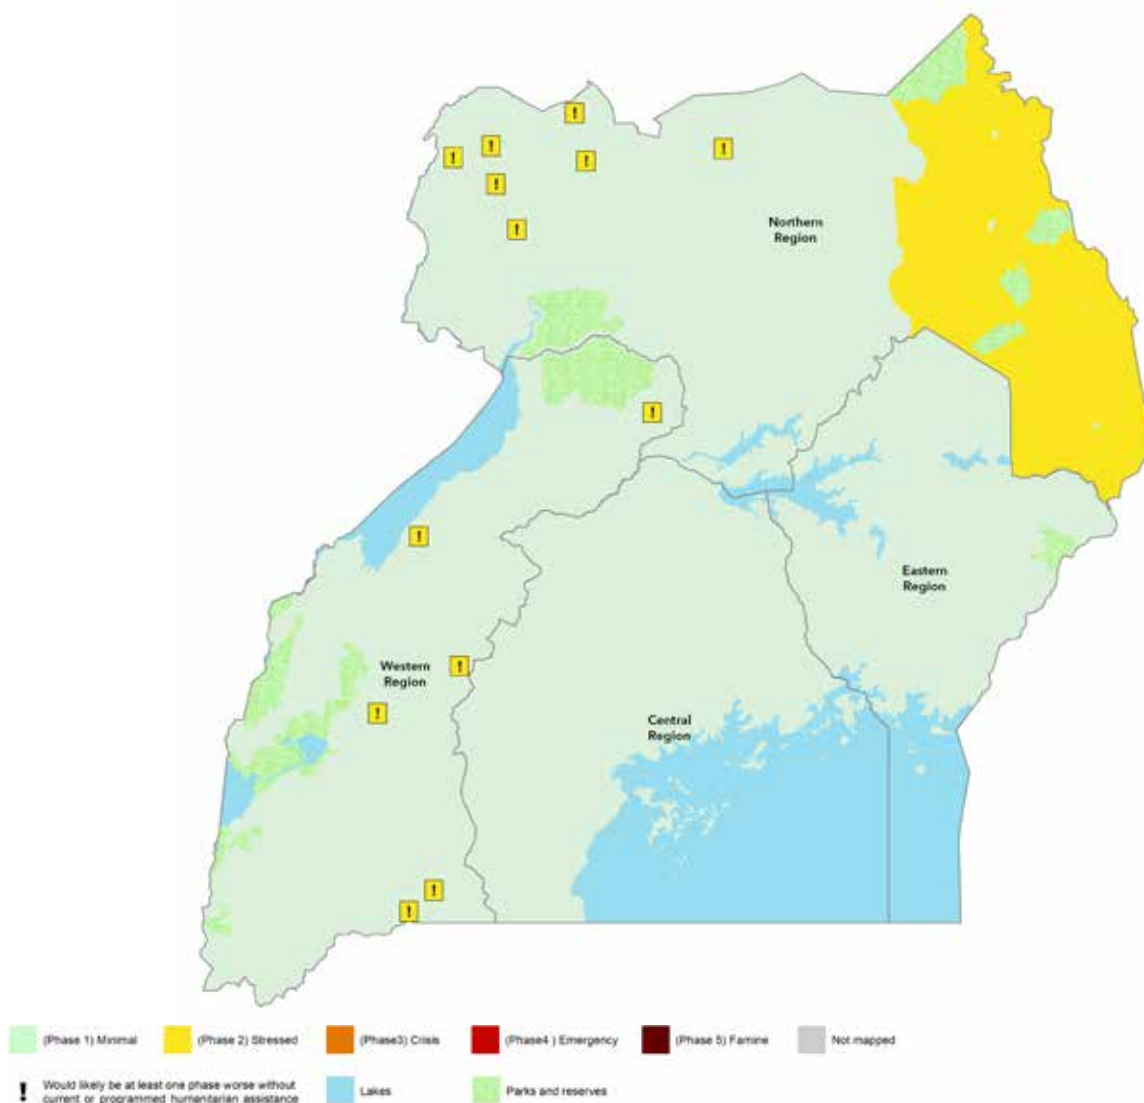 !
!
!
!
!
!
!
Northern
Region
!
!
Eastern
Region
!
Western
Region
!
Central
Region
!
!
(Phase 1) Minimal
(Phase 2) Stressed
(Phase3) Crisis
(Phase4 ) Emergency
(Phase 5) Famine
Not mapped
! Would likely be at least one phase worse without
current or programmed humanitarian assistance
Lakes
Parks and reserves